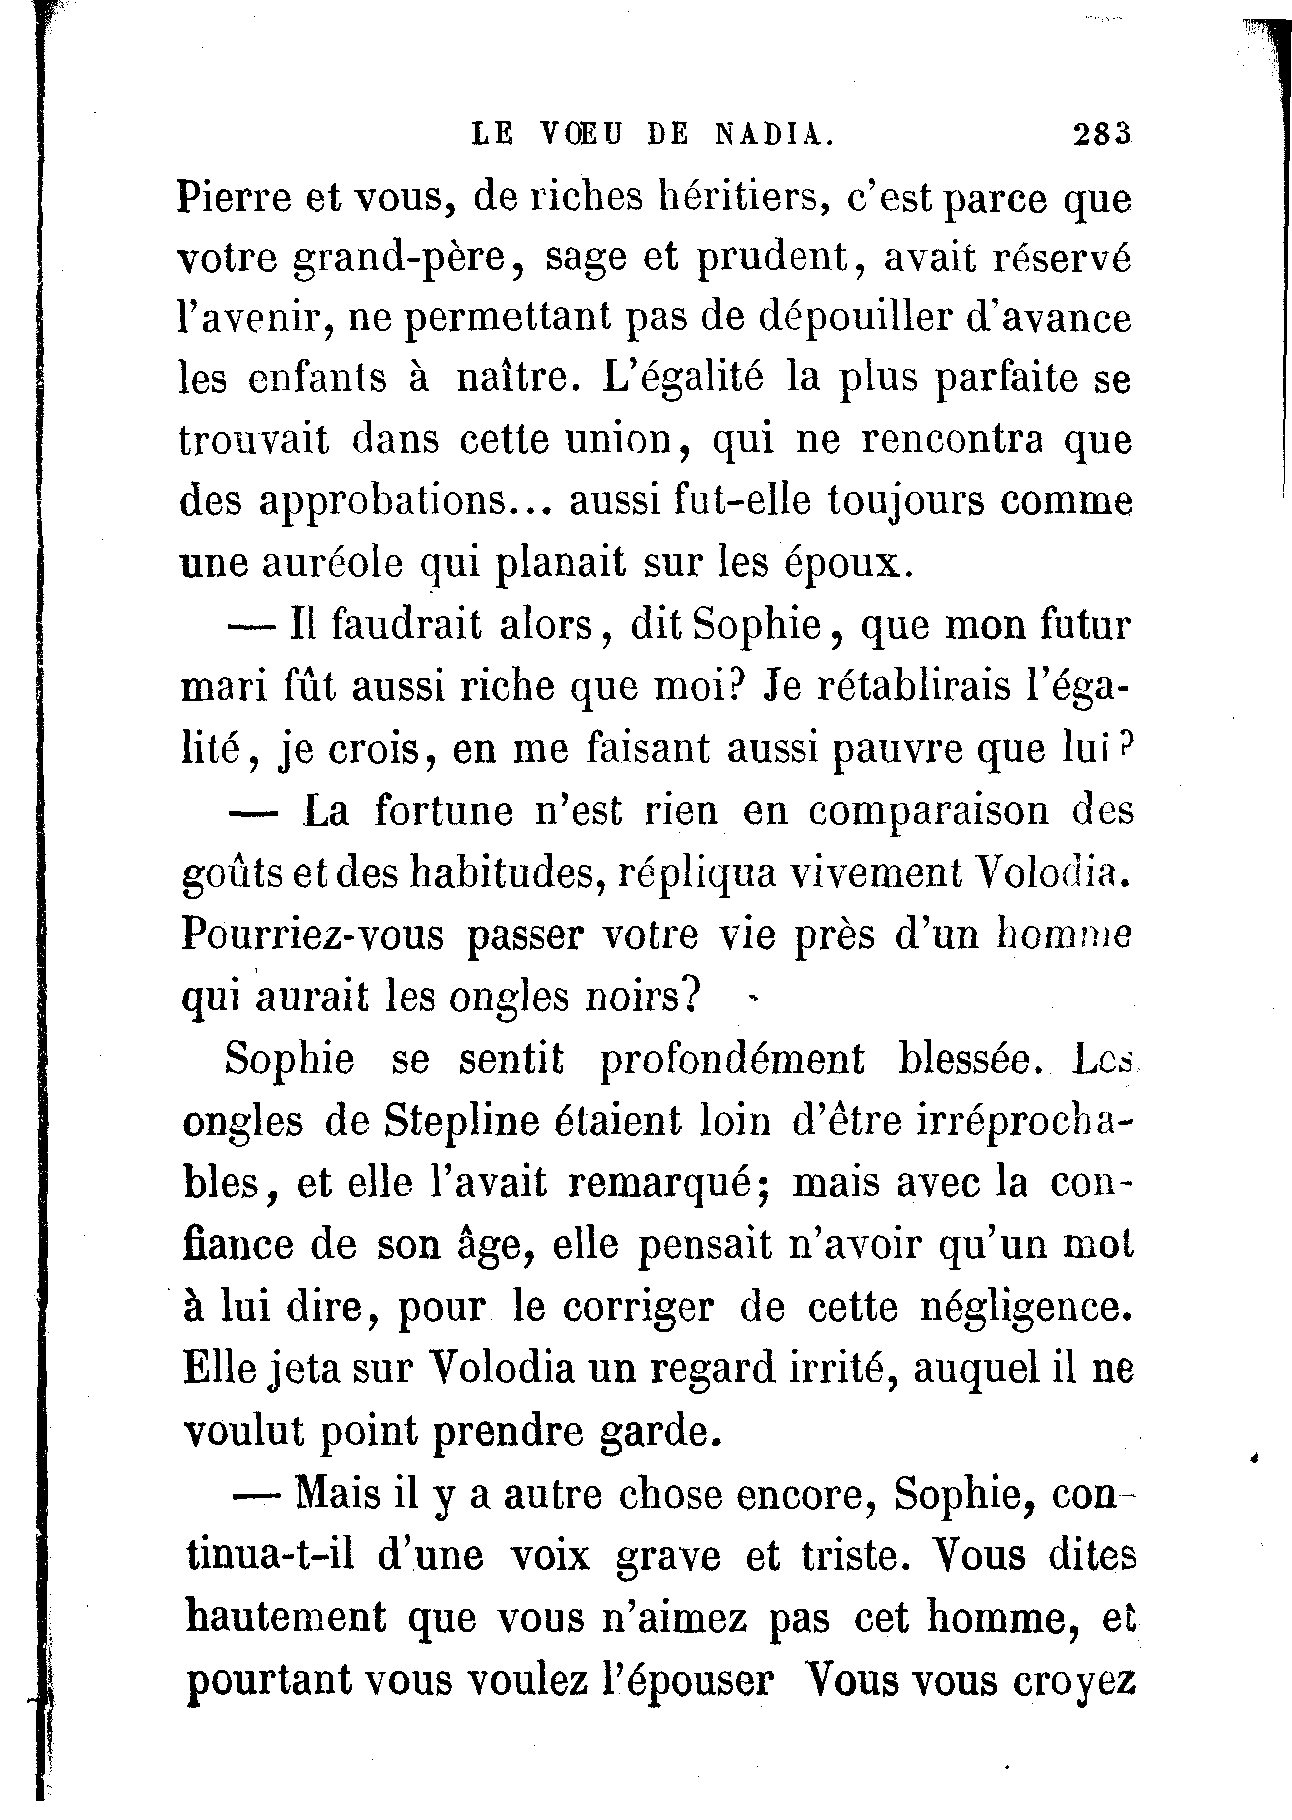 LE VŒU DE NADIA. 283
Pierre et vous, de riches héritiers, c'est parce que
votre grand-père, sage et prudent, avait réservé
l'avenir, ne permettant pas de dépouiller d'avance
les enfants à naître. L'égalité la plus parfaite se
trouvait dans cette union, qui ne rencontra que
des approbations... aussi fut-elle toujours comme
une auréole qui planait sur les époux.
— Il faudrait alors, dit Sophie, que mon futur
mari fût aussi riche que moi? Je rétablirais l'éga-
lité, je crois, en me faisant aussi pauvre que lui?
— La fortune n'est rien en comparaison des
goûts et des habitudes, répliqua vivement Volodia.
Pourriez-vous passer votre vie près d'un homme
qui aurait les ongles noirs?
Sophie se sentit profondément blessée. Les
ongles de Stepline étaient loin d'être irréprocha-
bles, et elle l'avait remarqué; mais avec la con-
fiance de son âge, elle pensait n'avoir qu'un mot
à lui dire, pour le corriger de cette négligence.
Elle jeta sur Volodia un regard irrité, auquel il ne
voulut point prendre garde.
— Mais il y a autre chose encore, Sophie, con-
tinua-t-il d'une voix grave et triste. Vous dites
hautement que vous n'aimez pas cet homme, et
pourtant vous voulez l'épouser Vous vous croyez